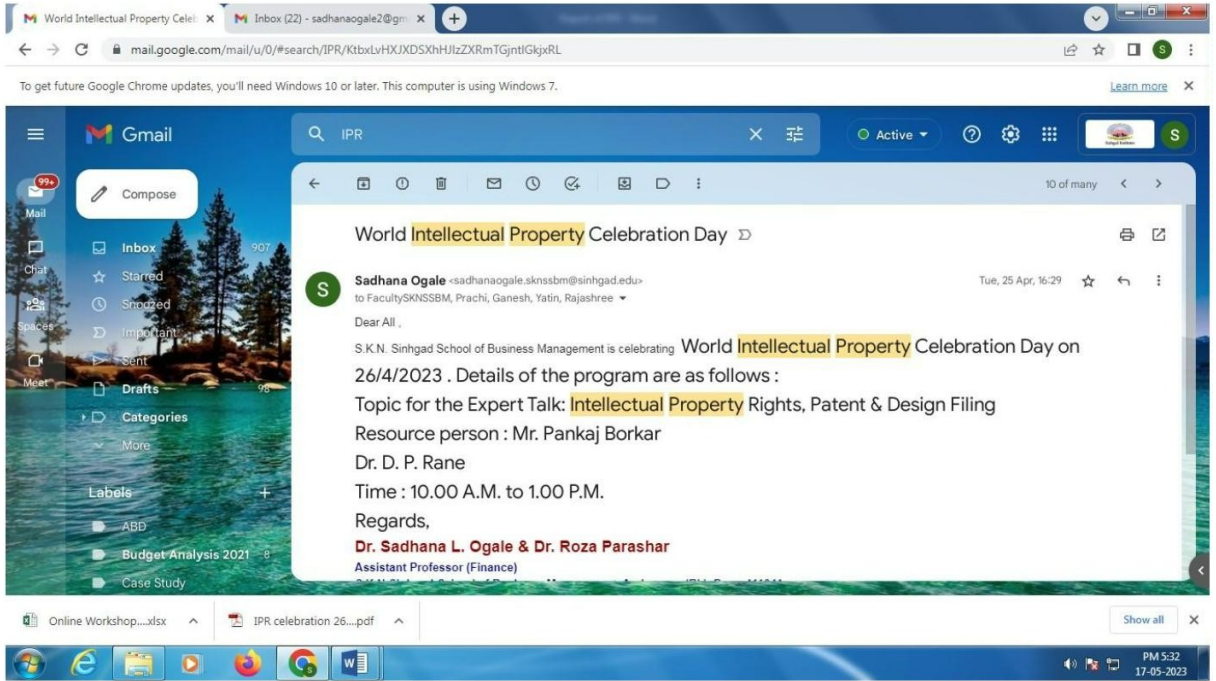 World Intellectual Property Celeb
Inbox (22) - sadhanaogale2@gm
mail.google.com/mail/u/0/#search/IPR/KtbxLvHXJXDSXhHJlzZXRmTGjntlGkjxRL
To get future Google Chrome updates, you'll need Windows 10 or later. This computer is using Windows 7.
Learn more
Gmail
IPR
Active
S
99+
Mail
Compose
10 of many
Inbox 907
Chat
Starred
Snoozed
Spaces
Important
Sent
Meet
Drafts 98
Categories
More
Labels
ABD
Budget Analysis 2021 8
Case Study
World Intellectual Property Celebration Day
S
Sadhana Ogale <sadhanaogale.sknssbm@sinhgad.edu>
Tue, 25 Apr, 16:29
to FacultySKNSSBM, Prachi, Ganesh, Yatin, Rajashree
Dear All ,
S.K.N. Sinhgad School of Business Management is celebrating World Intellectual Property Celebration Day on
26/4/2023 . Details of the program are as follows :
Topic for the Expert Talk: Intellectual Property Rights, Patent & Design Filing
Resource person : Mr. Pankaj Borkar
Dr. D. P. Rane
Time : 10.00 A.M. to 1.00 P.M.
Regards,
Dr. Sadhana L. Ogale & Dr. Roza Parashar
Assistant Professor (Finance)
Online Workshop....xlsx
IPR celebration 26....pdf
Show all
PM 5:32
17-05-2023